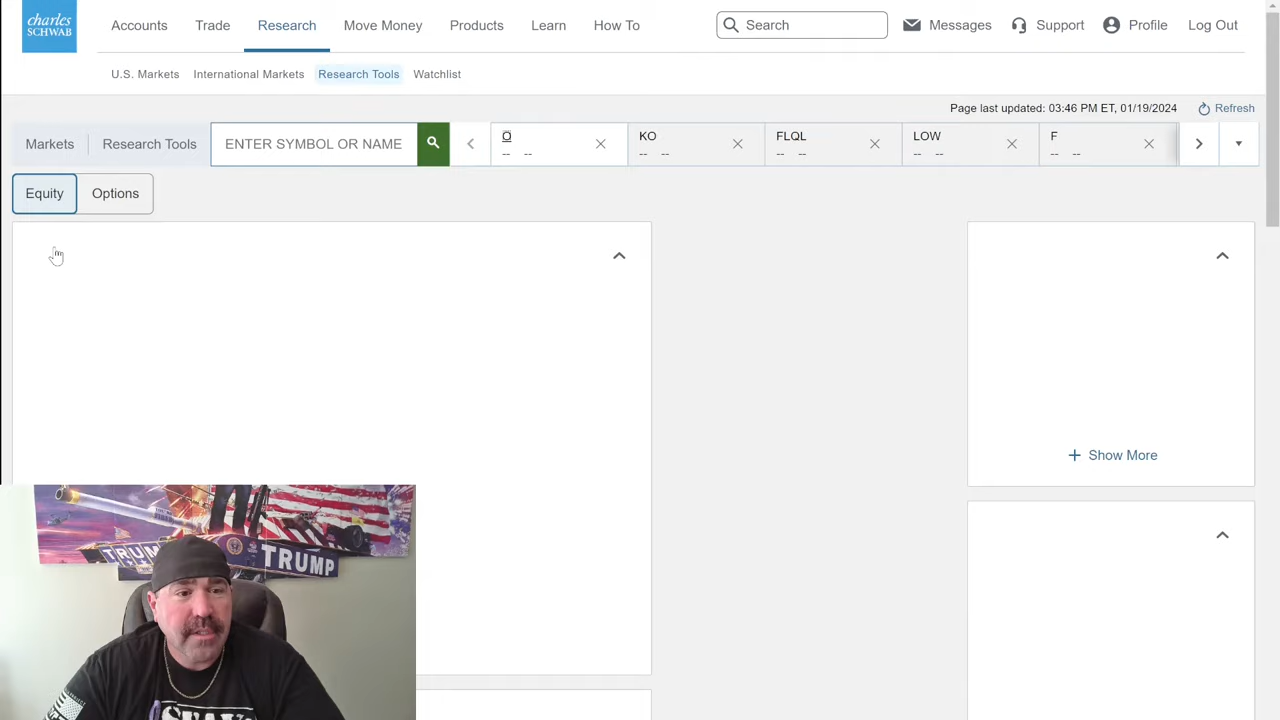 charles
SCHWAB
Accounts Trade Research Move Money Products Learn How To
Search
Messages Support Profile Log Out
U.S. Markets International Markets Research Tools Watchlist
Page last updated: 03:46 PM ET, 01/19/2024 Refresh
Markets Research Tools ENTER SYMBOL OR NAME
O KO FLQL LOW F
-- -- -- -- -- -- -- -- -- --
Equity Options
+ Show More
TRUMP TRUMP